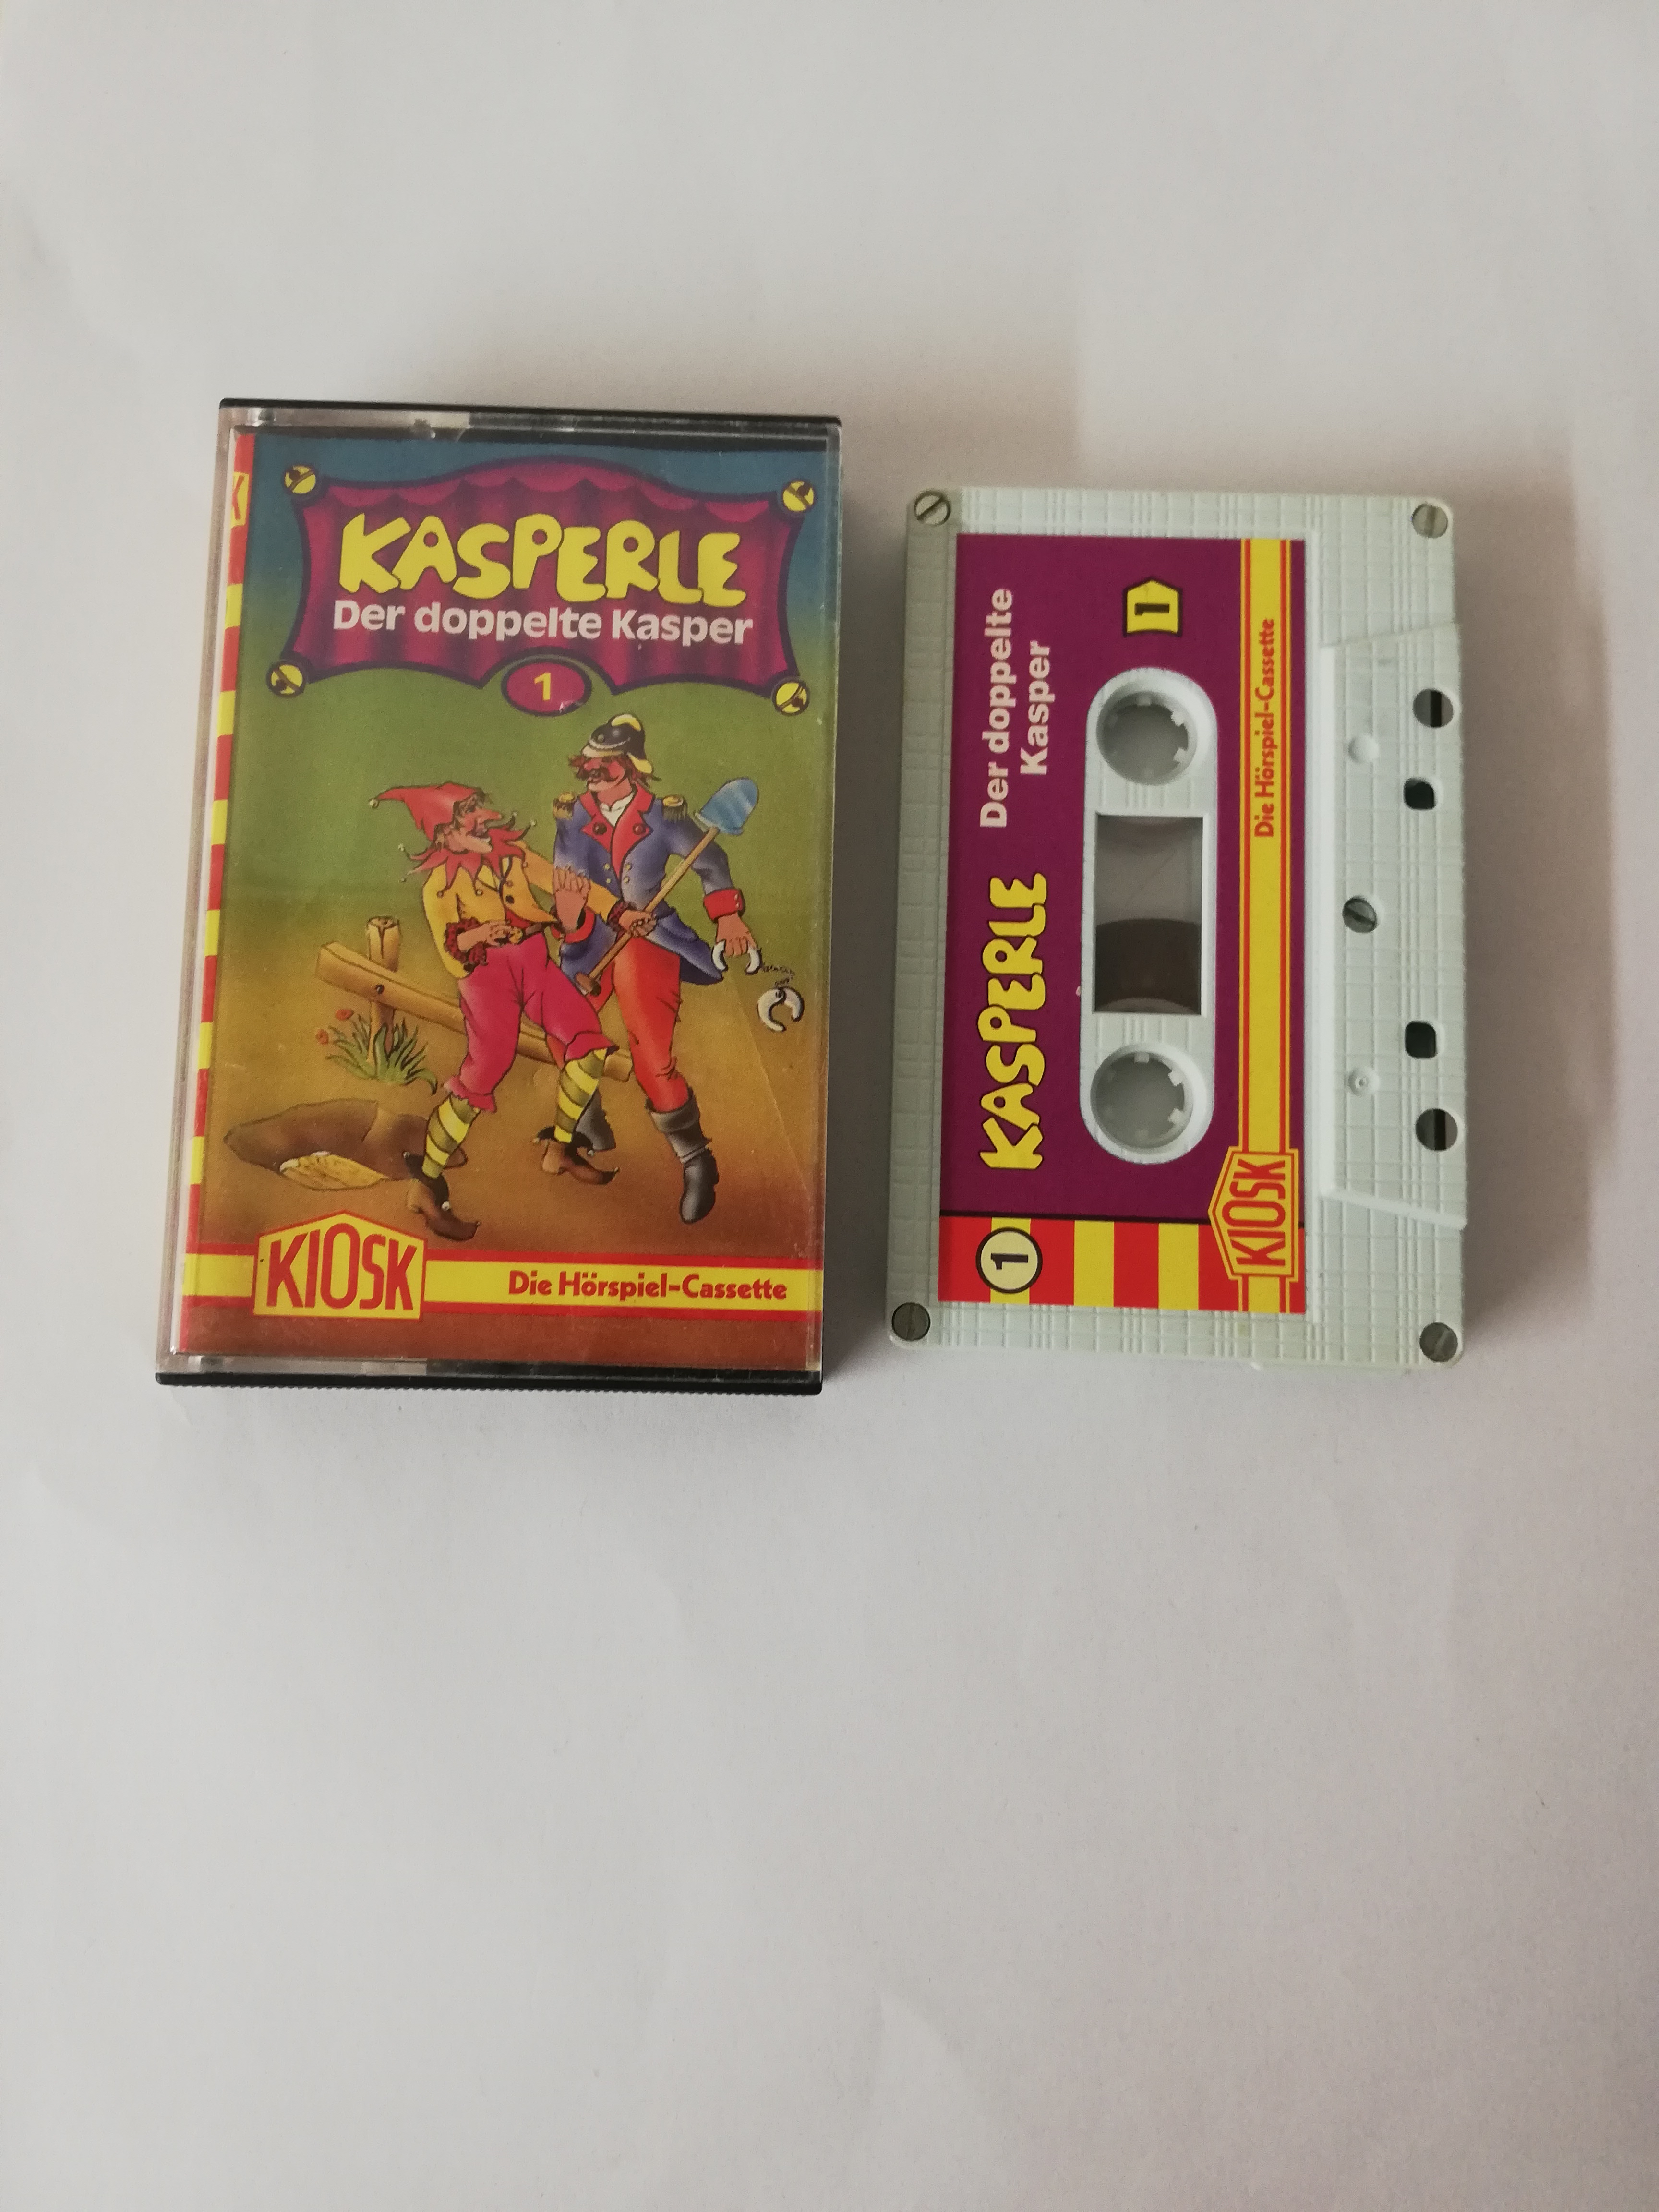 K
KASPERLE
Der doppelte Kasper
1
KIOSK
Die Hörspiel-Cassette
1
KASPERLE
Der doppelte
Kasper
1
KIOSK
Die Hörspiel-Cassette